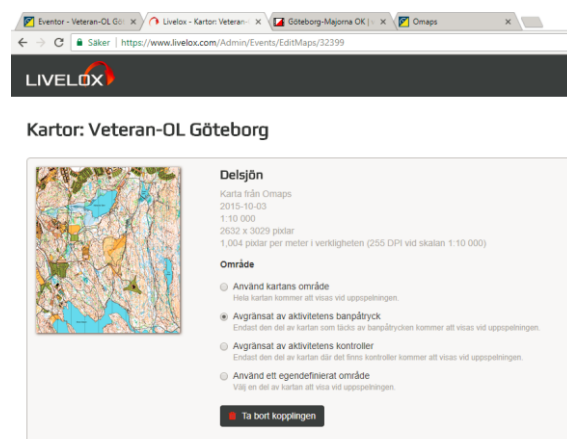 Eventor - Veteran-OL Göt
Livelox - Kartor: Veteran-
Göteborg-Majorna OK |
Omaps
Säker | https://www.livelox.com/Admin/Events/EditMaps/32399
LIVELOX
Kartor: Veteran-OL Göteborg
Delsjön
Karta från Omaps
2015-10-03
1:10 000
2632 x 3029 pixlar
1,004 pixlar per meter i verkligheten (255 DPI vid skalan 1:10 000)
Område
Använd kartans område
Hela kartan kommer att visas vid uppspelningen.
Avgränsat av aktivitetens banpåtryck
Endast den del av kartan som täcks av banpåtrycken kommer att visas vid uppspelningen.
Avgränsat av aktivitetens kontroller
Endast den del av kartan där det finns kontroller kommer att visas vid uppspelningen.
Använd ett egendefinierat område
Välj en del av kartan att visa vid uppspelningen.
Ta bort kopplingen